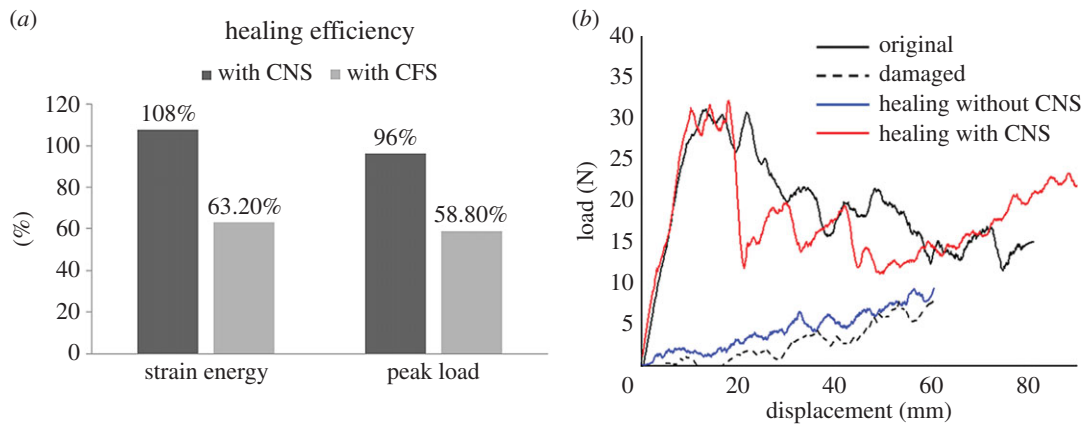 (a)
healing efficiency
with CNS with CFS
120
100
80
60
40
20
0
(%)
108%
63.20%
96%
58.80%
strain energy peak load
(b)
original
damaged
healing without CNS
healing with CNS
40
35
30
25
20
15
10
5
load (N)
0 20 40 60 80
displacement (mm)